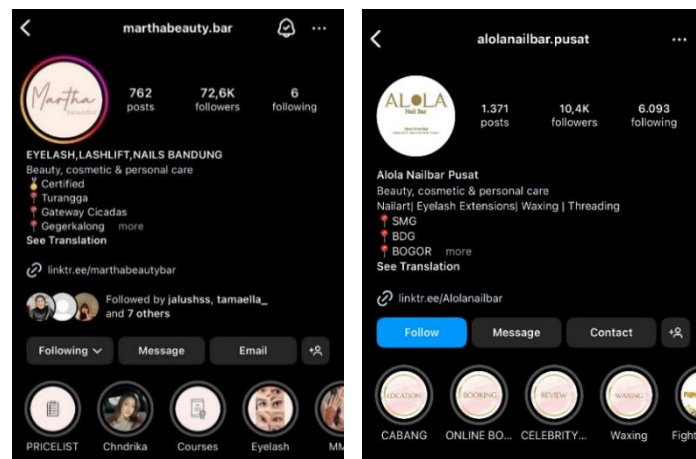 marthabeauty.bar
Martha
762 72,6K 6
posts followers following
EYELASH,LASHLIFT,NAILS BANDUNG
Beauty, cosmetic & personal care
Certified
Turangga
Gateway Cicadas
Gegerkalong more
See Translation
linktr.ee/marthabeautybar
Followed by jalushss, tamaella_
and 7 others
Following Message Email
PRICELIST Chndrika Courses Eyelash MM
alolanailbar.pusat
ALOLA
Nail Bar
1.371 10,4K 6.093
posts followers following
Alola Nailbar Pusat
Beauty, cosmetic & personal care
Nailart| Eyelash Extensions| Waxing | Threading
SMG
BDG
BOGOR more
See Translation
linktr.ee/Alolanailbar
Follow Message Contact
LOCATION BOOKING REVIEW WAXING
CABANG ONLINE BO... CELEBRITY... Waxing Fight